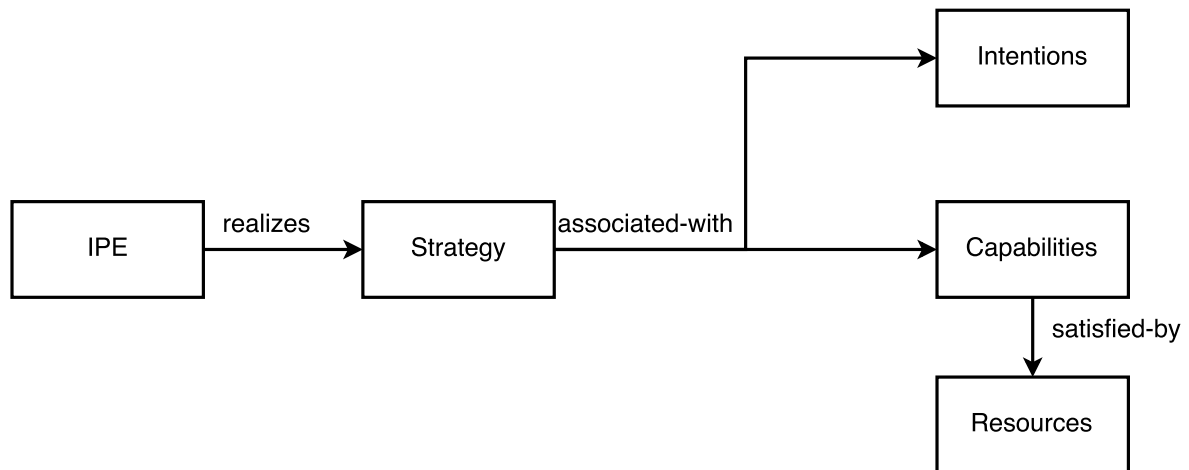 Intentions
IPE
realizes
Strategy
associated-with
Capabilities
satisfied-by
Resources